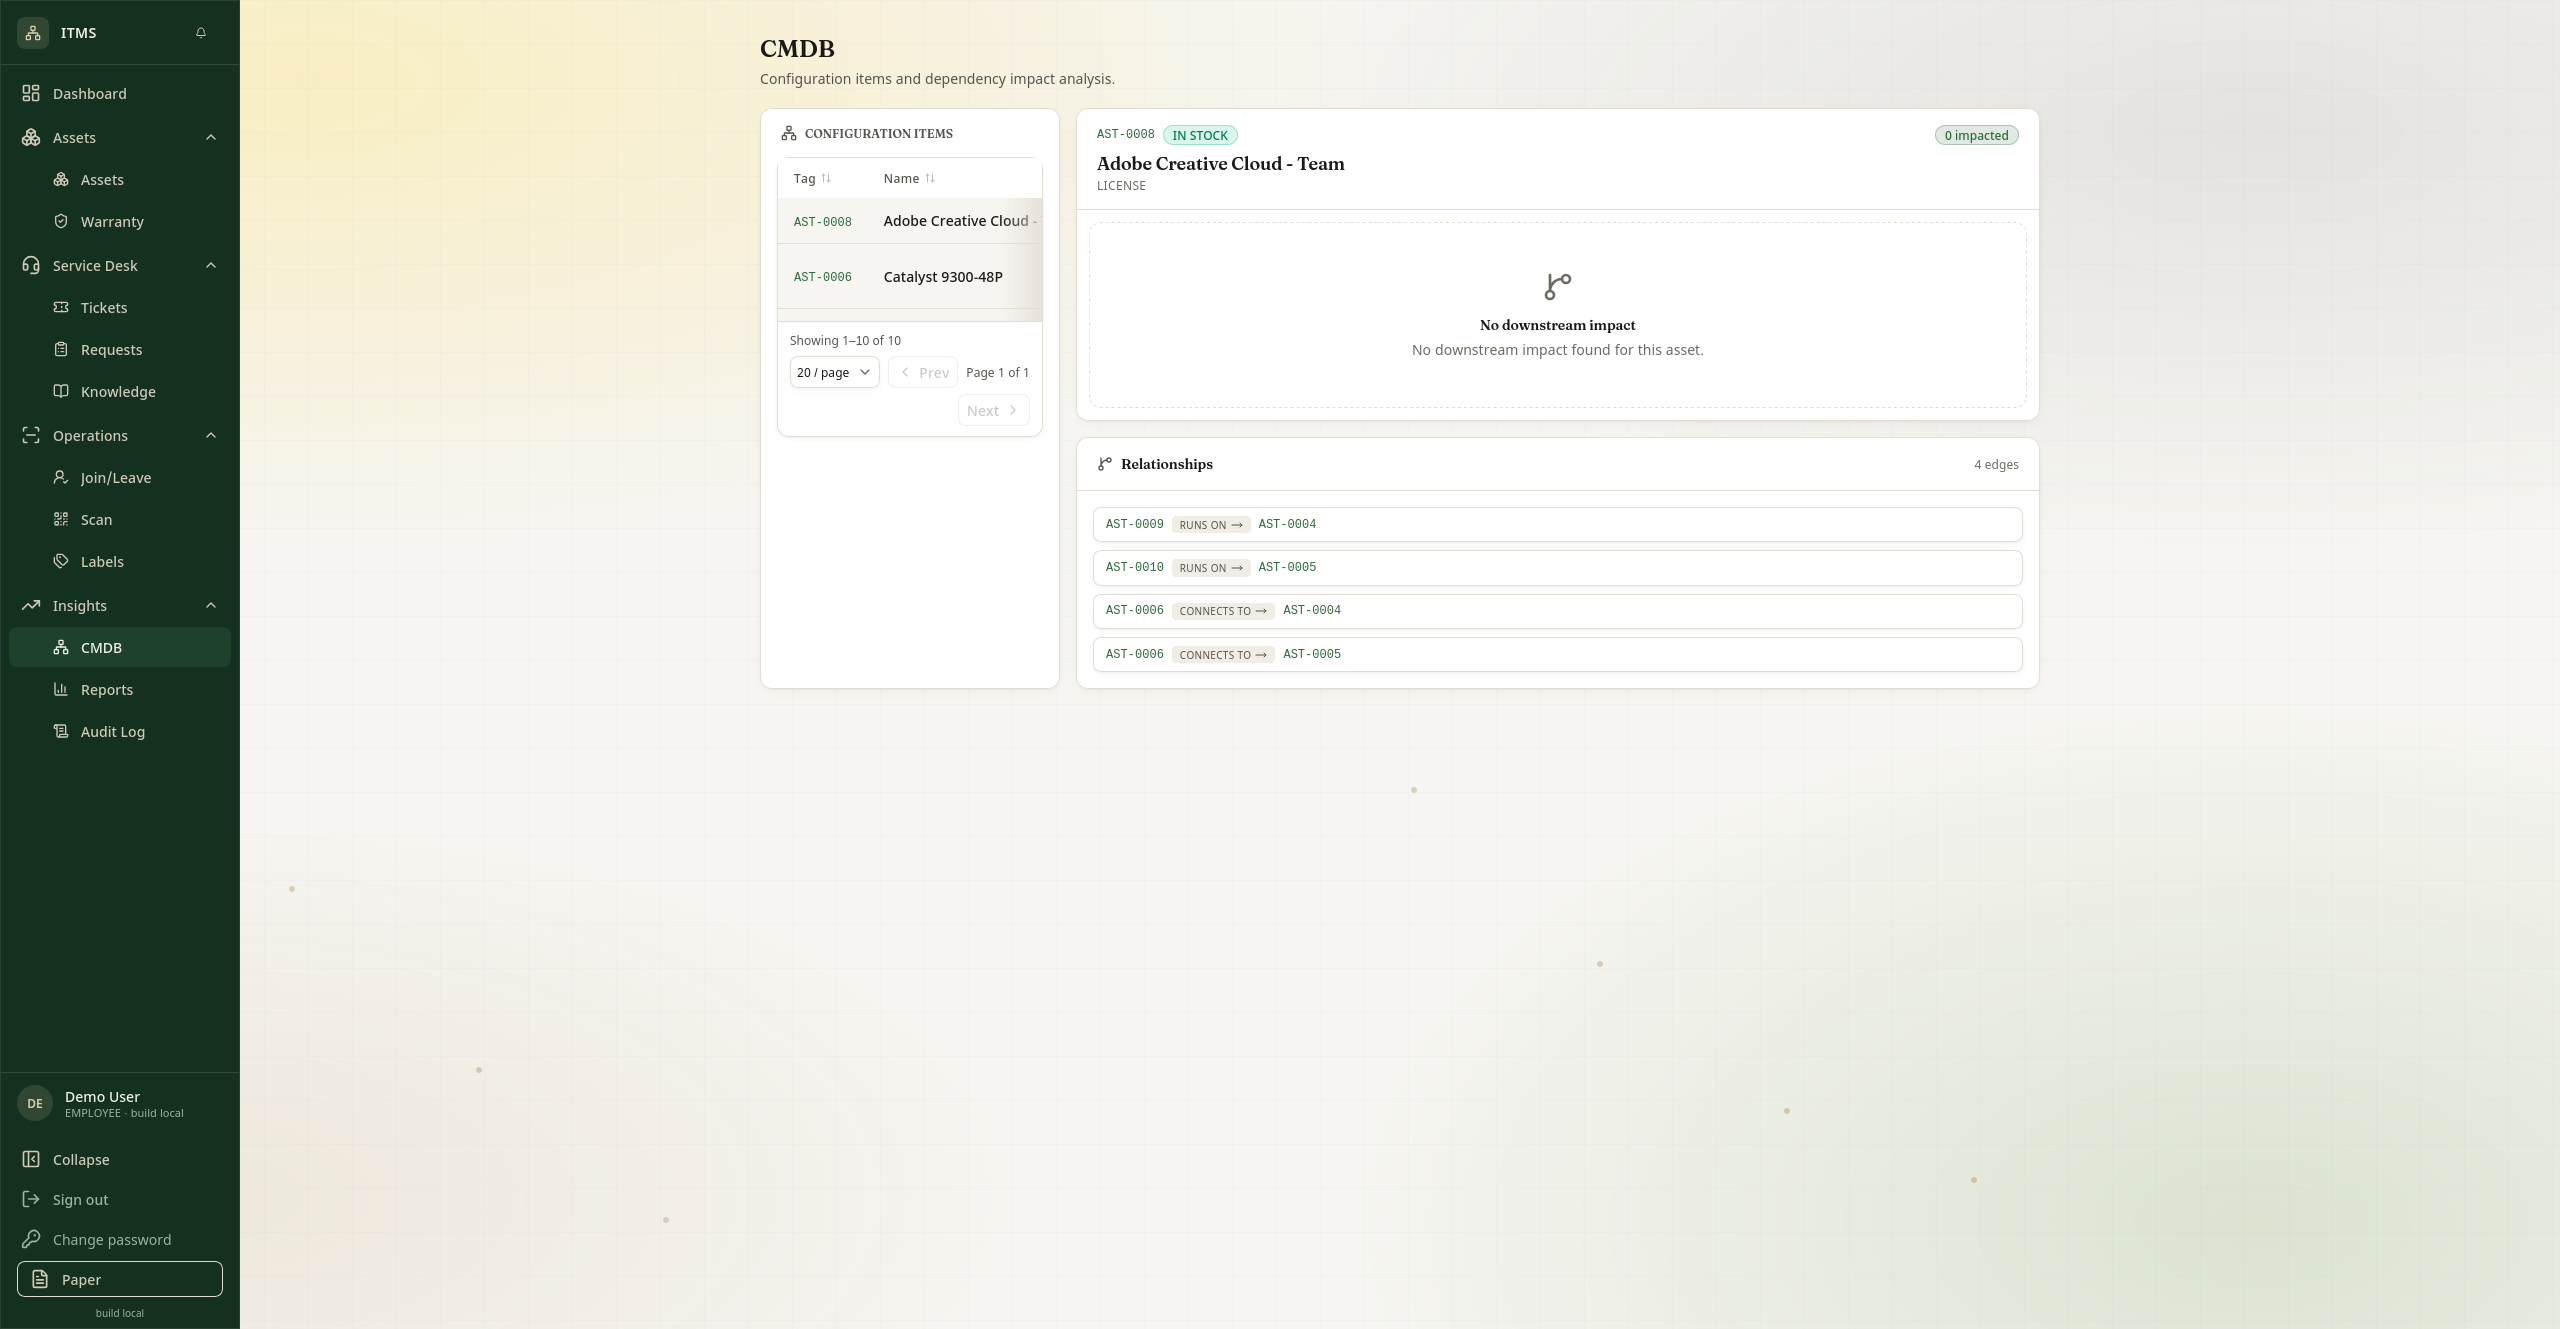 ITMS
Dashboard
Assets
Assets
Warranty
Service Desk
Tickets
Requests
Knowledge
Operations
Join/Leave
Scan
Labels
Insights
CMDB
Reports
Audit Log
DE
Demo User
EMPLOYEE · build local
Collapse
Sign out
Change password
Paper
build local
CMDB
Configuration items and dependency impact analysis.
CONFIGURATION ITEMS
Tag Name
AST-0008 Adobe Creative Cloud -
AST-0006 Catalyst 9300-48P
Showing 1–10 of 10
20 / page Prev Page 1 of 1
Next
AST-0008 IN STOCK 0 impacted
Adobe Creative Cloud - Team
LICENSE
No downstream impact
No downstream impact found for this asset.
Relationships 4 edges
AST-0009 RUNS ON → AST-0004
AST-0010 RUNS ON → AST-0005
AST-0006 CONNECTS TO → AST-0004
AST-0006 CONNECTS TO → AST-0005